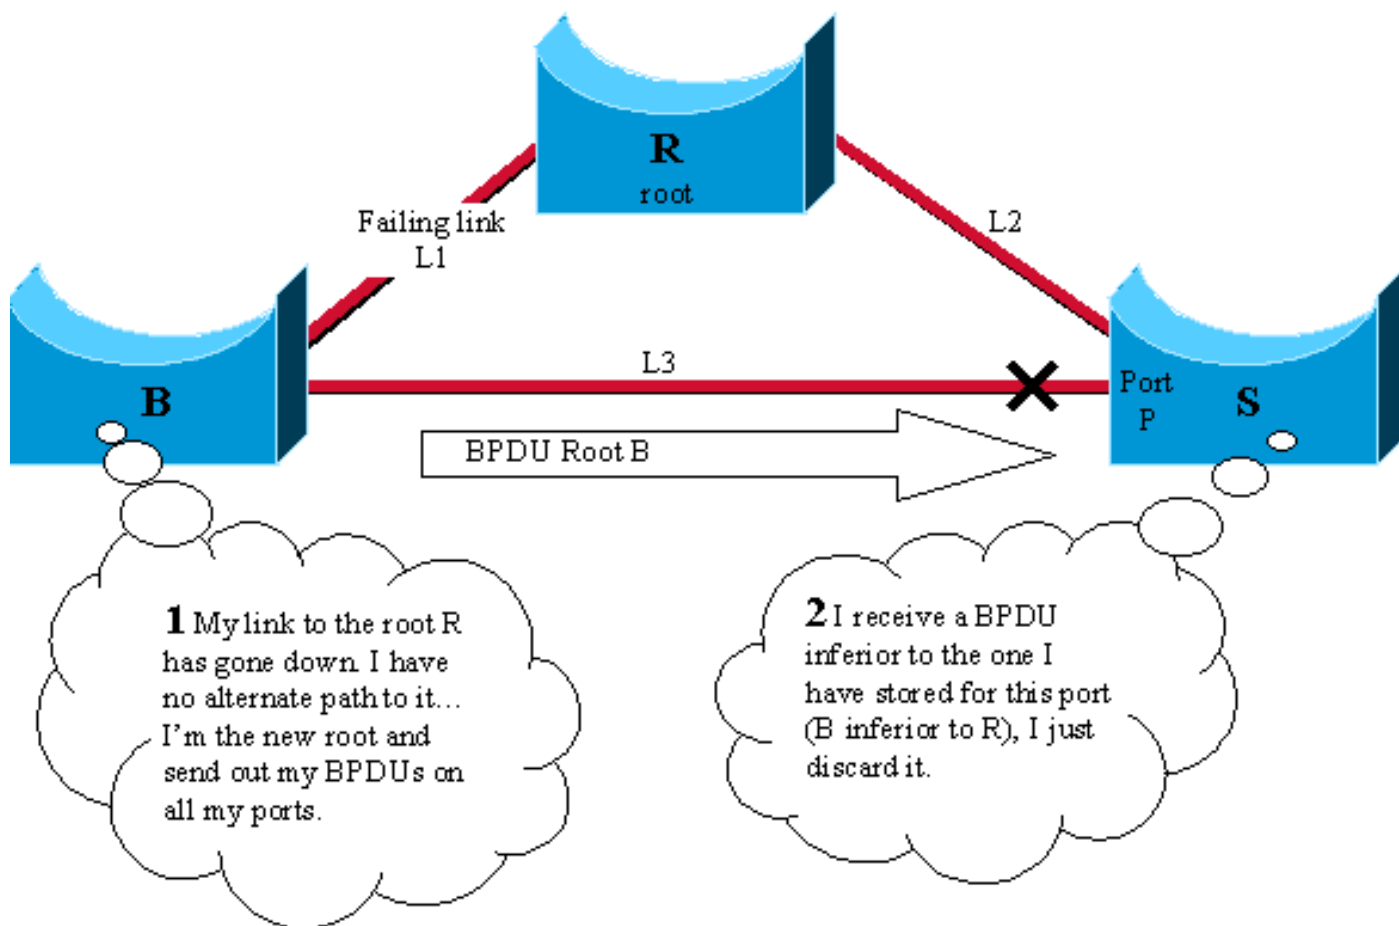 R
root
Failing link
L1
L2
L3
B
Port
P
S
BPDU Root B
1 My link to the root R
has gone down. I have
no alternate path to it...
I'm the new root and
send out my BPDUs on
all my ports.
2 I receive a BPDU
inferior to the one I
have stored for this port
(B inferior to R), I just
discard it.